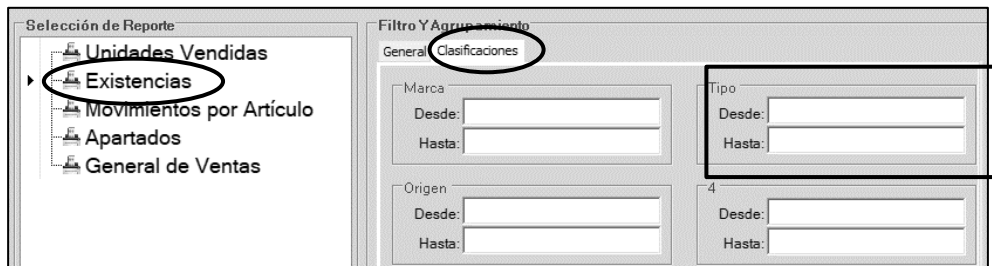 Selección de Reporte
Unidades Vendidas
Existencias
Movimientos por Artículo
Apartados
General de Ventas
Filtro Y Agrupamiento
General Clasificaciones
Marca
Desde:
Hasta:
Tipo
Desde:
Hasta:
Origen
Desde:
Hasta:
4
Desde:
Hasta: